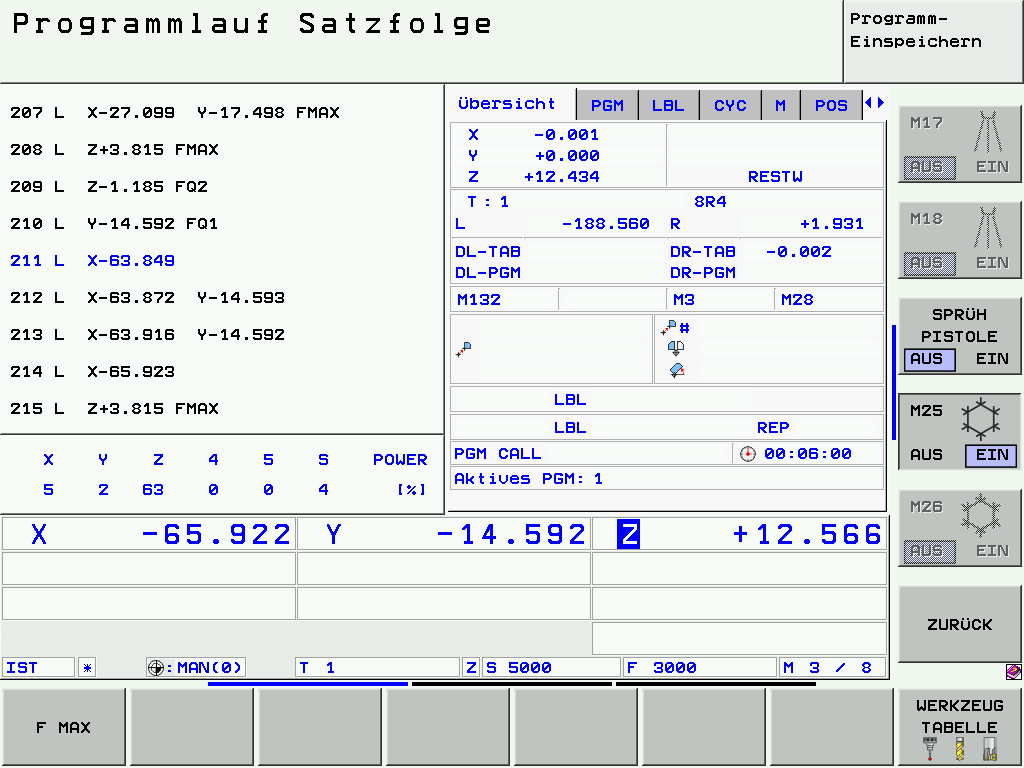 Programmlauf Satzfolge
Programm-
Einspeichern
207 L X-27.099 Y-17.498 FMAX
208 L Z+3.815 FMAX
209 L Z-1.185 FQ2
210 L Y-14.592 FQ1
211 L X-63.849
212 L X-63.872 Y-14.593
213 L X-63.916 Y-14.592
214 L X-65.923
215 L Z+3.815 FMAX
X Y Z 4 5 S POWER
5 2 63 0 0 4 [%]
Übersicht PGM LBL CYC M POS
X -0.001
Y +0.000
Z +12.434 RESTW
T : 1 8R4
L -188.560 R +1.931
DL-TAB DR-TAB -0.002
DL-PGM DR-PGM
M132 M3 M28
#
LBL
LBL REP
PGM CALL 00:06:00
Aktives PGM: 1
X -65.922 Y -14.592 Z +12.566
IST * : MAN(0) T 1 Z S 5000 F 3000 M 3 / 8
M17
AUS EIN
M18
AUS EIN
SPRÜH
PISTOLE
AUS EIN
M25
AUS EIN
M26
AUS EIN
ZURÜCK
F MAX
WERKZEUG
TABELLE